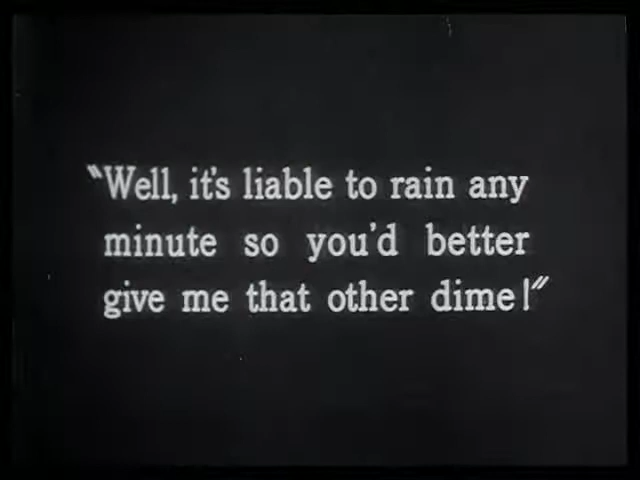 "Well, it's liable to rain any
minute so you'd better
give me that other dime!"